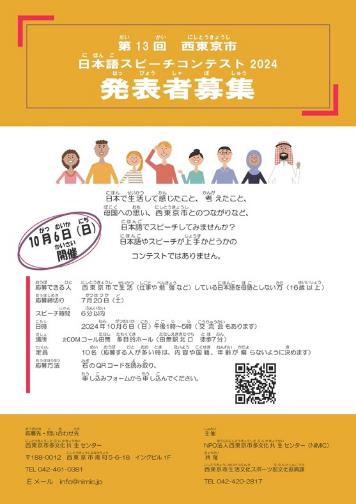 第13回 西東京市
日本語スピーチコンテスト2024
発表者募集
日本で生活して感じたこと、考えたこと、
母国への思い、西東京市とのつながりなど、
日本語でスピーチしてみませんか？
日本語やスピーチが上手かどうかの
コンテストではありません。
10月6日（日）
開催
応募できる人 西東京市で生活（仕事や勉強など）している日本語を母語としない方（16歳以上）
応募締切り 7月20日（土）
スピーチ時間 6分以内
日時 2024年10月6日（日）午後1時～5時（交流会もあります）
場所 コール田無 多目的ホール（田無駅北口 徒歩7分）
定員 10名（応募する人が多い時は、内容や国籍、年齢が偏らないように決めます）
応募方法 右のQRコードを読み取り、
申し込みフォームから申し込んでください。
応募先・問い合わせ先
西東京市多文化共生センター
〒188-0012 西東京市南町5-6-18 イングビル1F
TEL 042-461-0381
Eメール info@nimic.jp
主催
NPO法人西東京市多文化共生センター（NIMIC）
共催
西東京市生活文化スポーツ部文化振興課
TEL 042-420-2817